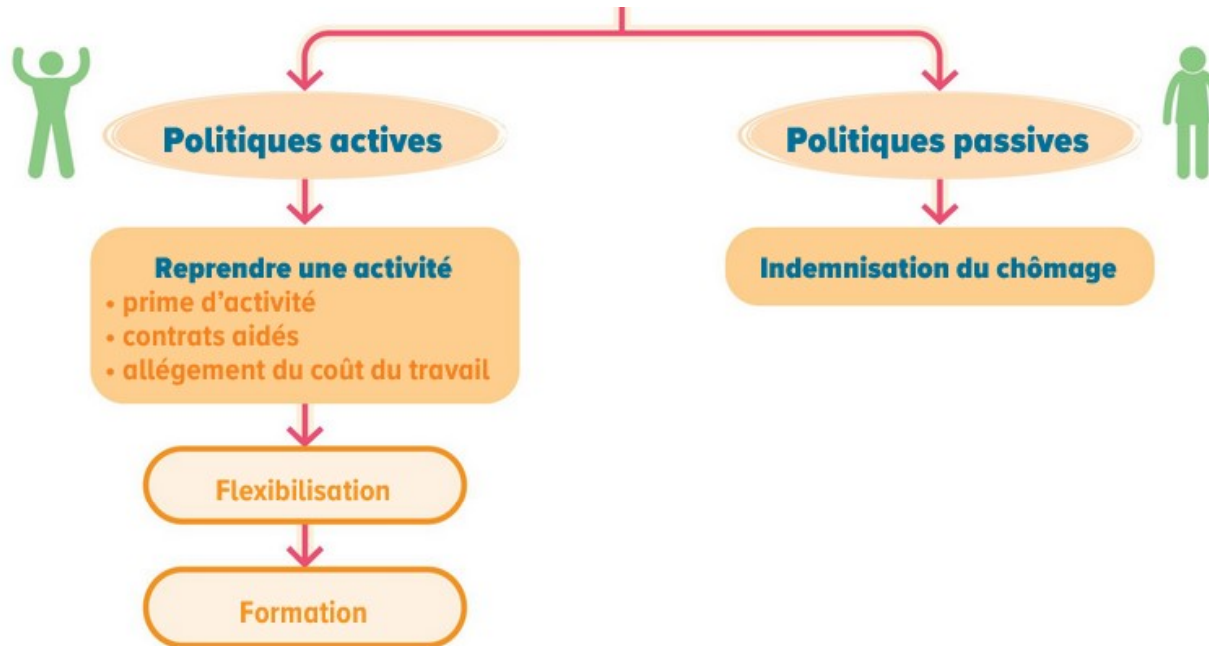 Politiques actives
Politiques passives
Reprendre une activité
• prime d'activité
• contrats aidés
• allégement du coût du travail
Indemnisation du chômage
Flexibilisation
Formation